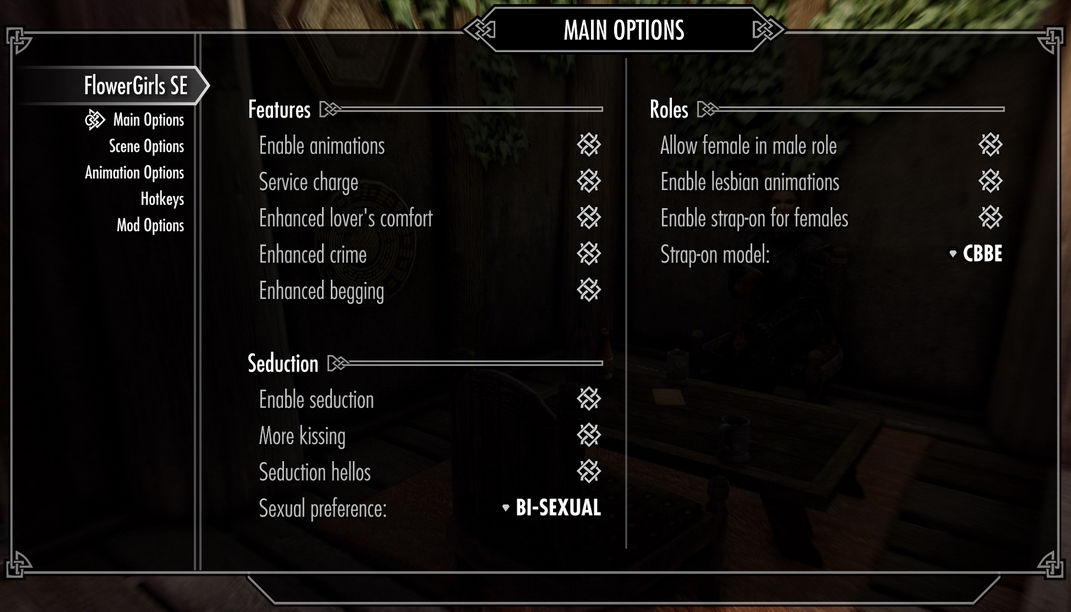 MAIN OPTIONS
FlowerGirls SE
Main Options
Scene Options
Animation Options
Hotkeys
Mod Options
Features
Enable animations
Service charge
Enhanced lover's comfort
Enhanced crime
Enhanced begging
Seduction
Enable seduction
More kissing
Seduction hellos
Sexual preference: BI-SEXUAL
Roles
Allow female in male role
Enable lesbian animations
Enable strap-on for females
Strap-on model: CBBE